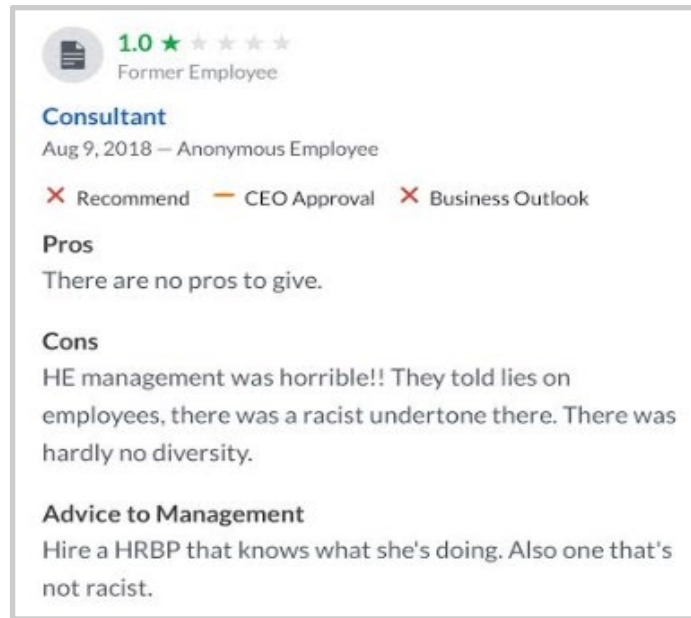 1.0 ★ ★ ★ ★ ★
Former Employee
Consultant
Aug 9, 2018 — Anonymous Employee
✕ Recommend — CEO Approval ✕ Business Outlook
Pros
There are no pros to give.
Cons
HE management was horrible!! They told lies on
employees, there was a racist undertone there. There was
hardly no diversity.
Advice to Management
Hire a HRBP that knows what she's doing. Also one that's
not racist.